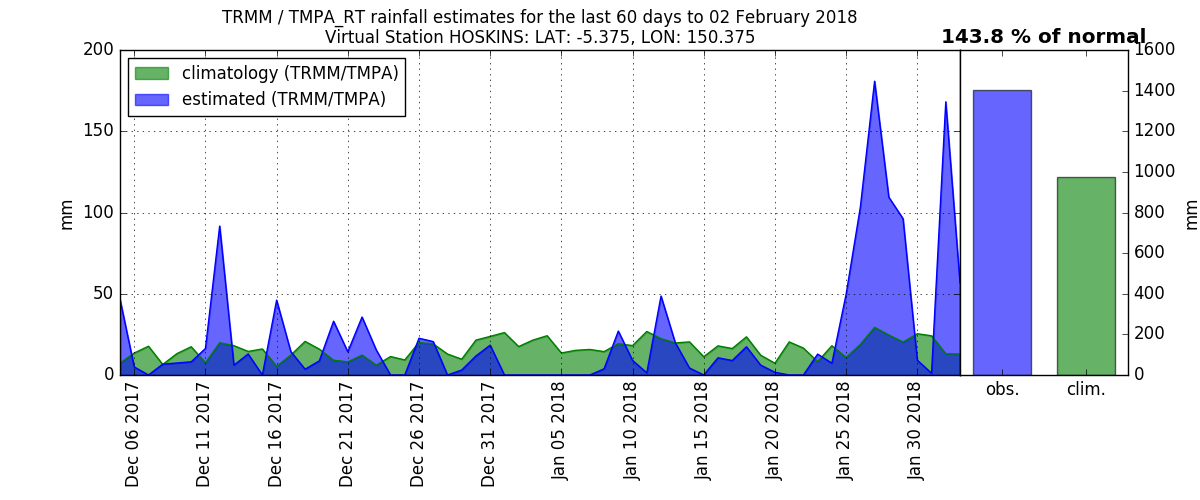 TRMM / TMPA_RT rainfall estimates for the last 60 days to 02 February 2018
Virtual Station HOSKINS: LAT: -5.375, LON: 150.375
143.8 % of normal
climatology (TRMM/TMPA)
estimated (TRMM/TMPA)
200
150
100
50
0
mm
1600
1400
1200
1000
800
600
400
200
0
mm
Dec 06 2017
Dec 11 2017
Dec 16 2017
Dec 21 2017
Dec 26 2017
Dec 31 2017
Jan 05 2018
Jan 10 2018
Jan 15 2018
Jan 20 2018
Jan 25 2018
Jan 30 2018
obs.
clim.